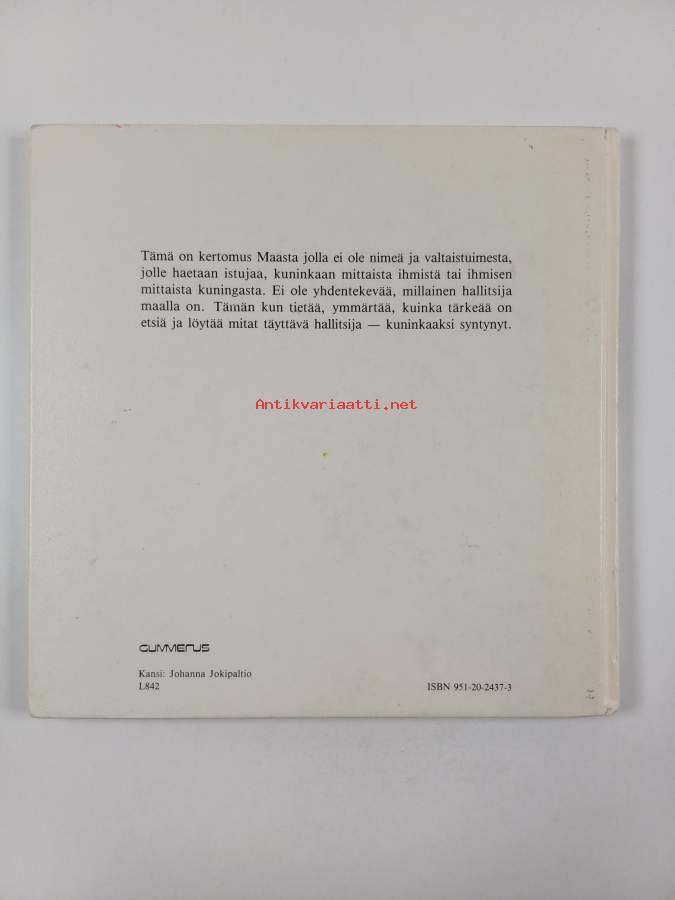 Tämä on kertomus Maasta jolla ei ole nimeä ja valtaistuimesta,
jolle haetaan istujaa, kuninkaan mittaista ihmistä tai ihmisen
mittaista kuningasta. Ei ole yhdentekevää, millainen hallitsija
maalla on. Tämän kun tietää, ymmärtää, kuinka tärkeää on
etsiä ja löytää mitat täyttävä hallitsija — kuninkaaksi syntynyt.
Antikvariaatti.net
GUMMERUS
Kansi: Johanna Jokipaltio
L842
ISBN 951-20-2437-3